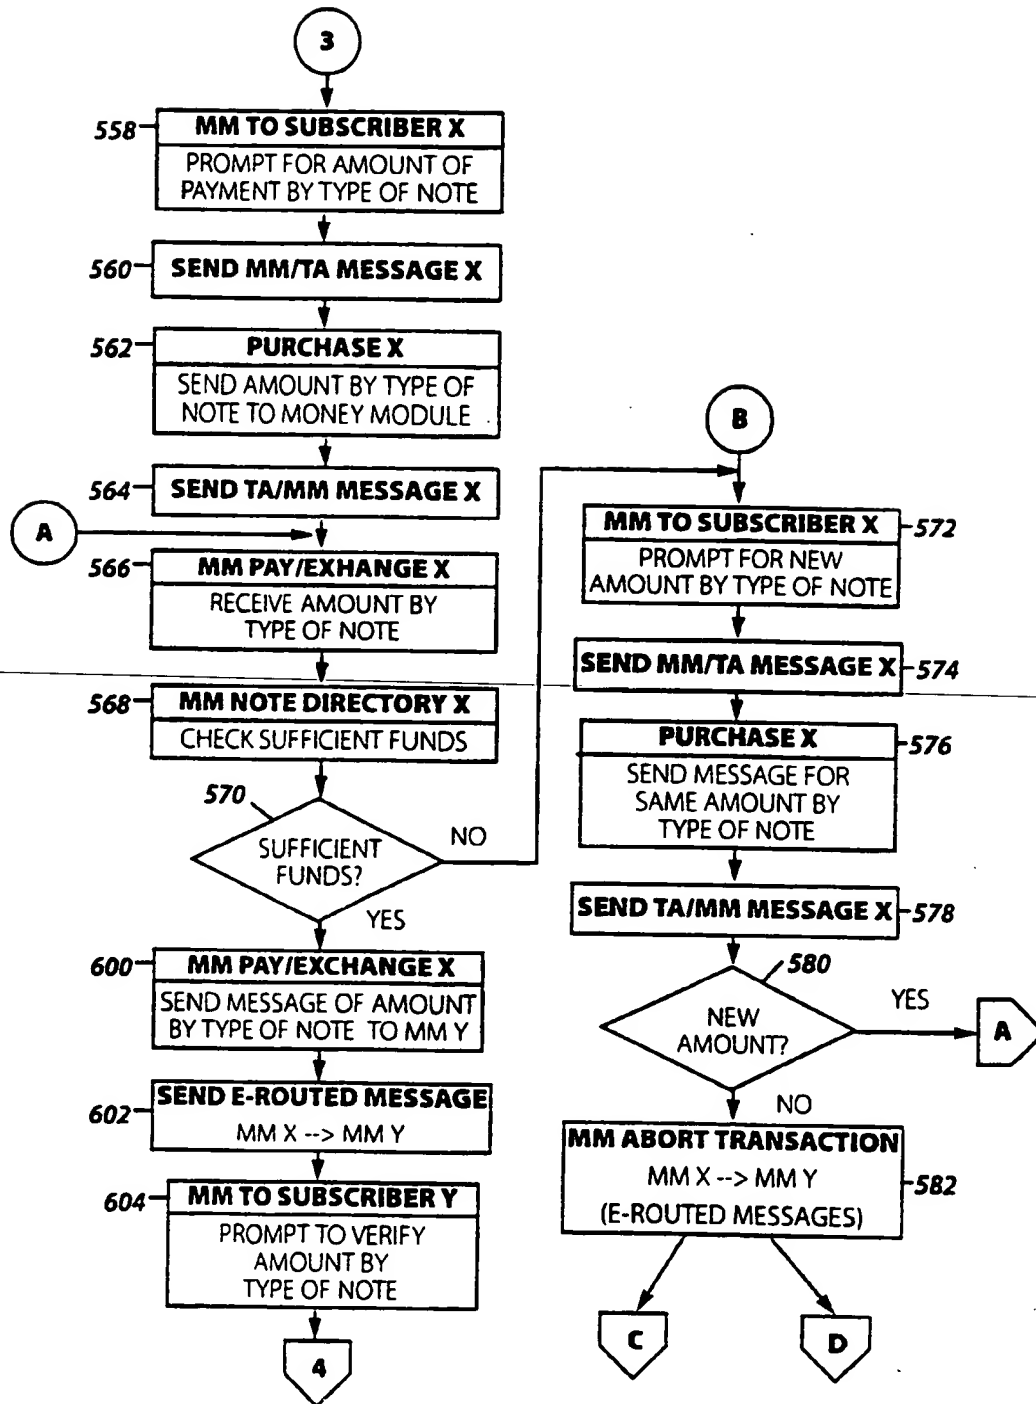 3
558
MM TO SUBSCRIBER X
PROMPT FOR AMOUNT OF
PAYMENT BY TYPE OF NOTE
560
SEND MM/TA MESSAGE X
562
PURCHASE X
SEND AMOUNT BY TYPE OF
NOTE TO MONEY MODULE
564
SEND TA/MM MESSAGE X
A
566
MM PAY/EXHANGE X
RECEIVE AMOUNT BY
TYPE OF NOTE
568
MM NOTE DIRECTORY X
CHECK SUFFICIENT FUNDS
570
SUFFICIENT
FUNDS?
NO
YES
600
MM PAY/EXCHANGE X
SEND MESSAGE OF AMOUNT
BY TYPE OF NOTE TO MM Y
602
SEND E-ROUTED MESSAGE
MM X --> MM Y
604
MM TO SUBSCRIBER Y
PROMPT TO VERIFY
AMOUNT BY
TYPE OF NOTE
4
B
MM TO SUBSCRIBER X
572
PROMPT FOR NEW
AMOUNT BY TYPE OF NOTE
SEND MM/TA MESSAGE X
574
PURCHASE X
576
SEND MESSAGE FOR
SAME AMOUNT BY
TYPE OF NOTE
SEND TA/MM MESSAGE X
578
580
NEW
AMOUNT?
YES
A
NO
MM ABORT TRANSACTION
MM X --> MM Y
(E-ROUTED MESSAGES)
582
C
D